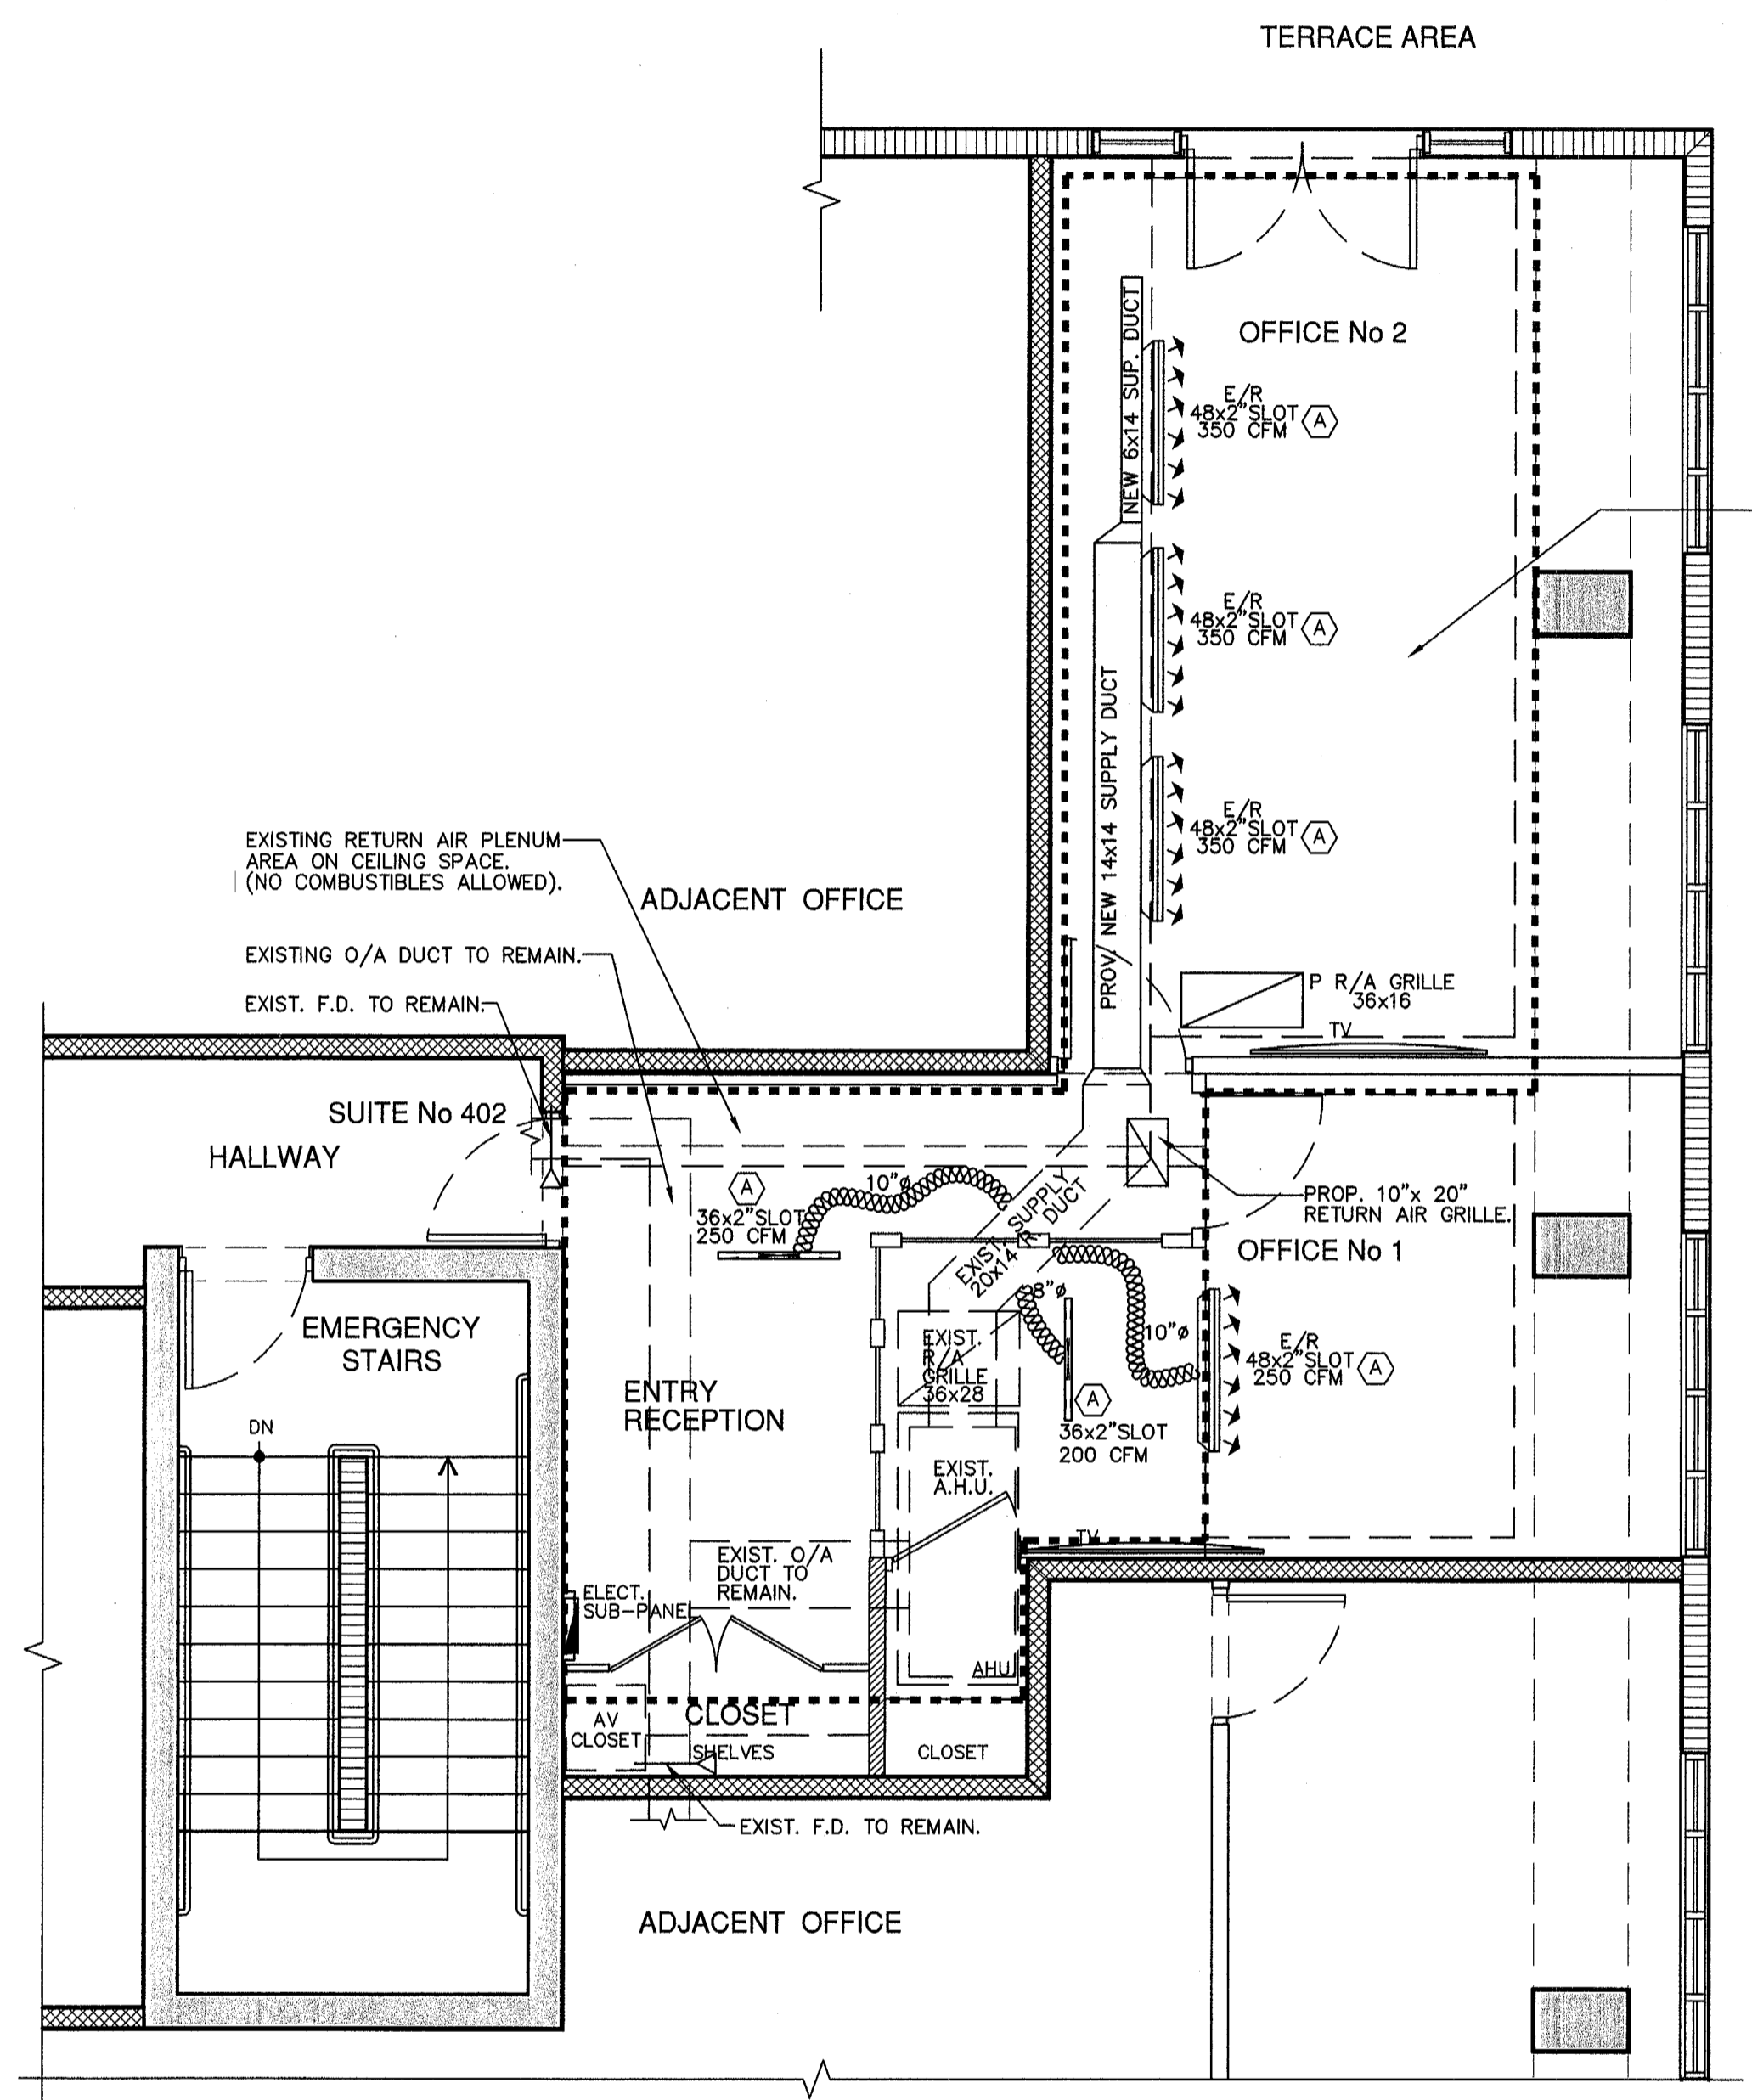 TERRACE AREA
OFFICE No 2
NEW 6x14 SUP. DUCT
E/R
48x2"SLOT
350 CFM
A
E/R
48x2"SLOT
350 CFM
A
PROV. NEW 14x14 SUPPLY DUCT
E/R
48x2"SLOT
350 CFM
A
EXISTING RETURN AIR PLENUM
AREA ON CEILING SPACE.
(NO COMBUSTIBLES ALLOWED).
ADJACENT OFFICE
EXISTING O/A DUCT TO REMAIN.
EXIST. F.D. TO REMAIN.
P R/A GRILLE
36x16
TV
SUITE No 402
HALLWAY
A
36x2"SLOT
250 CFM
10"ø
EXIST. SUPPLY
20x14 R. DUCT
PROP. 10"x 20"
RETURN AIR GRILLE.
OFFICE No 1
8"ø
10"ø
EMERGENCY
STAIRS
EXIST.
R/A
GRILLE
36x28
E/R
48x2"SLOT
250 CFM
A
ENTRY
RECEPTION
A
36x2"SLOT
200 CFM
DN
EXIST.
A.H.U.
TV
EXIST. O/A
DUCT TO
REMAIN.
ELECT.
SUB-PANEL
AHU
AV
CLOSET
CLOSET
SHELVES
CLOSET
EXIST. F.D. TO REMAIN.
ADJACENT OFFICE